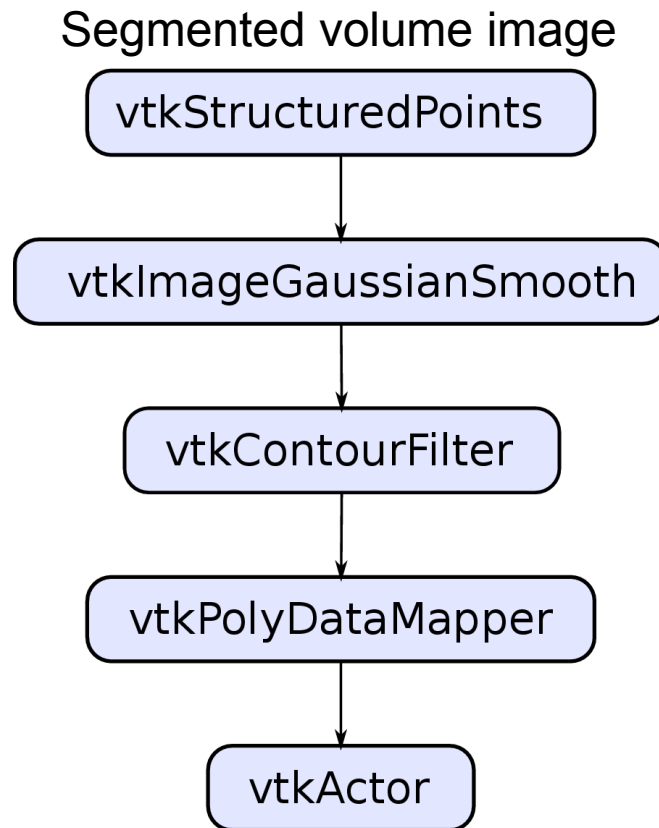 Segmented volume image
vtkStructuredPoints
vtkImageGaussianSmooth
vtkContourFilter
vtkPolyDataMapper
vtkActor